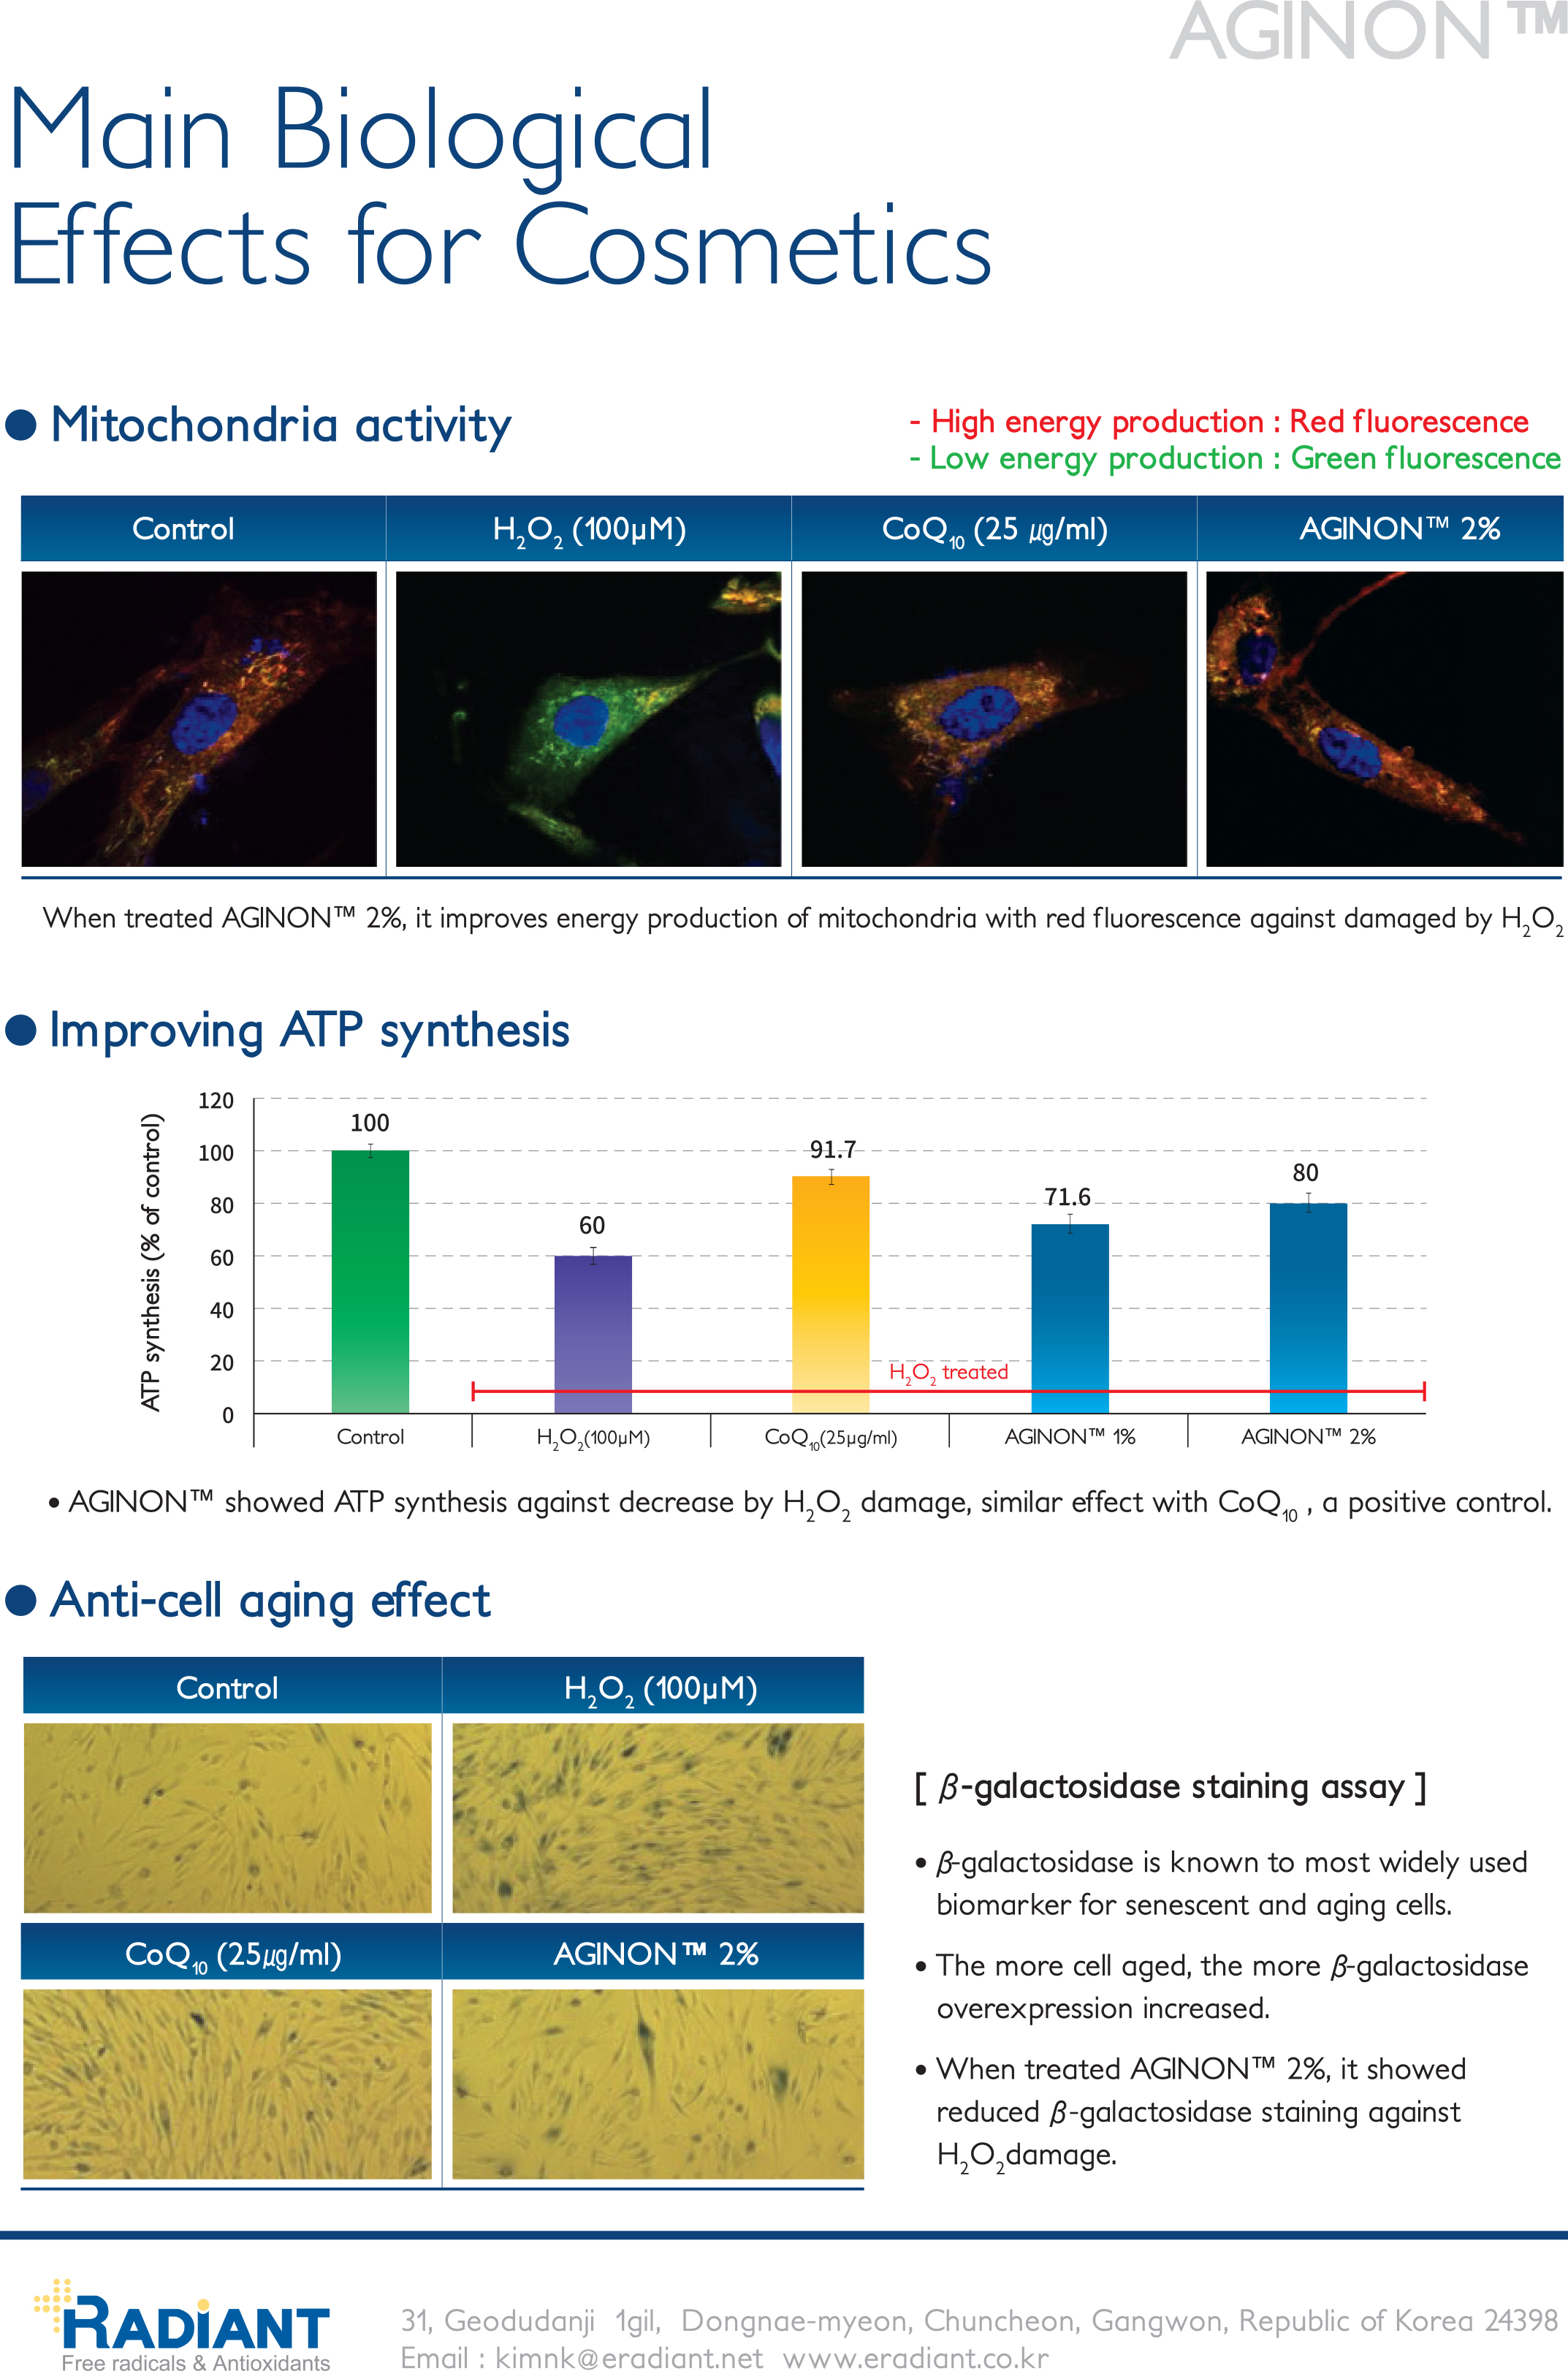 AGINON™
Main Biological
Effects for Cosmetics
● Mitochondria activity
- High energy production : Red fluorescence
- Low energy production : Green fluorescence
Control
H₂O₂ (100μM)
CoQ₁₀ (25 ㎍/ml)
AGINON™ 2%
When treated AGINON™ 2%, it improves energy production of mitochondria with red fluorescence against damaged by H₂O₂
● Improving ATP synthesis
ATP synthesis (% of control)
120
100
80
60
40
20
0
100
60
91.7
71.6
80
H₂O₂ treated
Control
H₂O₂(100μM)
CoQ₁₀(25μg/ml)
AGINON™ 1%
AGINON™ 2%
• AGINON™ showed ATP synthesis against decrease by H₂O₂ damage, similar effect with CoQ₁₀ , a positive control.
● Anti-cell aging effect
Control
H₂O₂ (100μM)
CoQ₁₀ (25㎍/ml)
AGINON™ 2%
[ β-galactosidase staining assay ]
• β-galactosidase is known to most widely used
biomarker for senescent and aging cells.
• The more cell aged, the more β-galactosidase
overexpression increased.
• When treated AGINON™ 2%, it showed
reduced β-galactosidase staining against
H₂O₂damage.
RADiANT
Free radicals & Antioxidants
31, Geodudanji 1gil, Dongnae-myeon, Chuncheon, Gangwon, Republic of Korea 24398
Email : kimnk@eradiant.net www.eradiant.co.kr